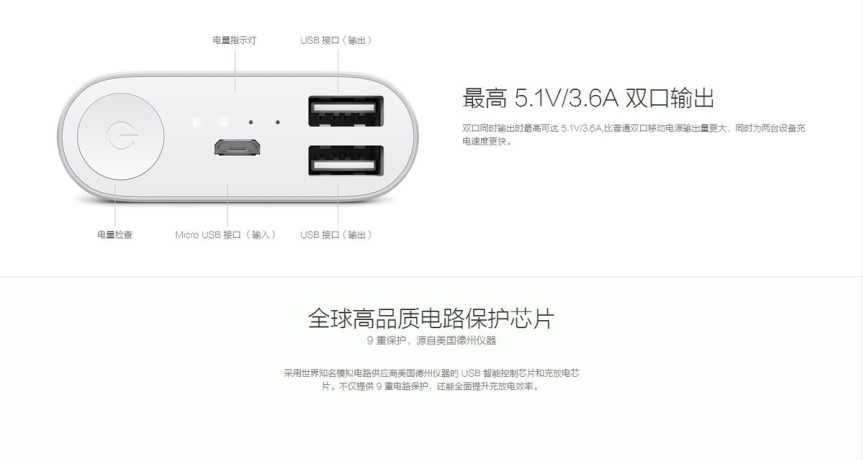 电量指示灯 USB 接口（输出）
最高 5.1V/3.6A 双口输出
双口同时输出时最高可达 5.1V/3.6A,比普通双口移动电源输出量更大，同时为两台设备充
电速度更快。
电量检查 Micro USB 接口（输入） USB 接口（输出）
全球高品质电路保护芯片
9 重保护，源自美国德州仪器
采用世界知名模拟电路供应商美国德州仪器的 USB 智能控制芯片和充放电芯
片。不仅提供 9 重电路保护，还能全面提升充放电效率。